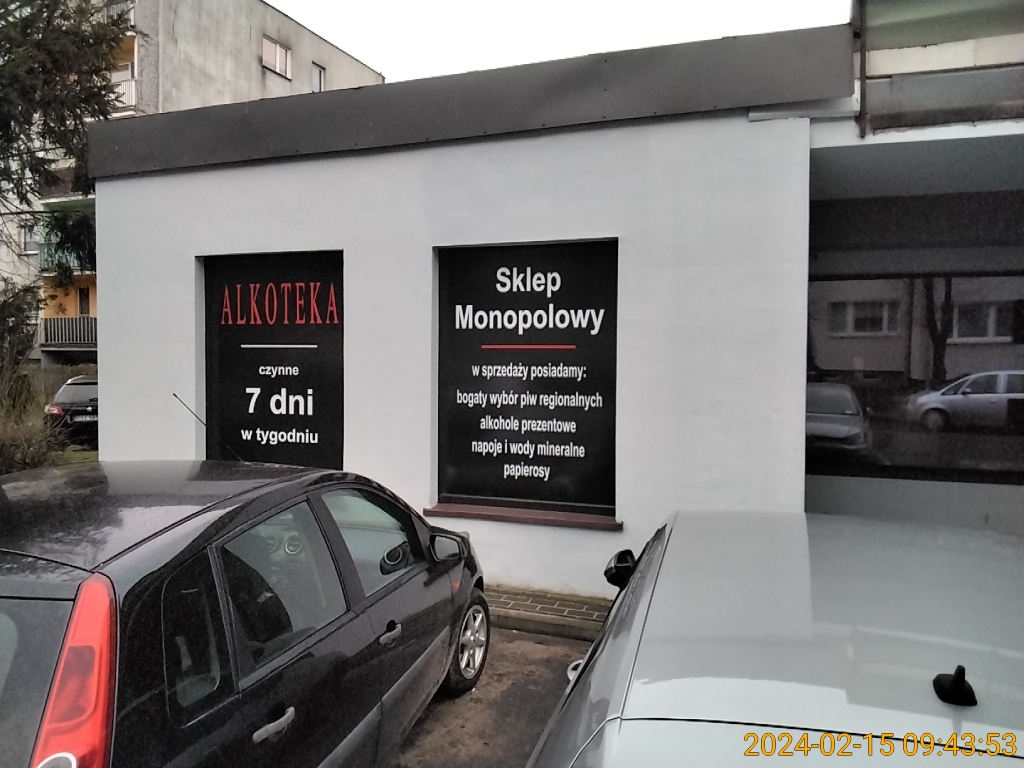 ALKOTEKA
czynne
7 dni
w tygodniu
Sklep
Monopolowy
w sprzedaży posiadamy:
bogaty wybór piw regionalnych
alkohole prezentowe
napoje i wody mineralne
papierosy
2024-02-15 09:43:53